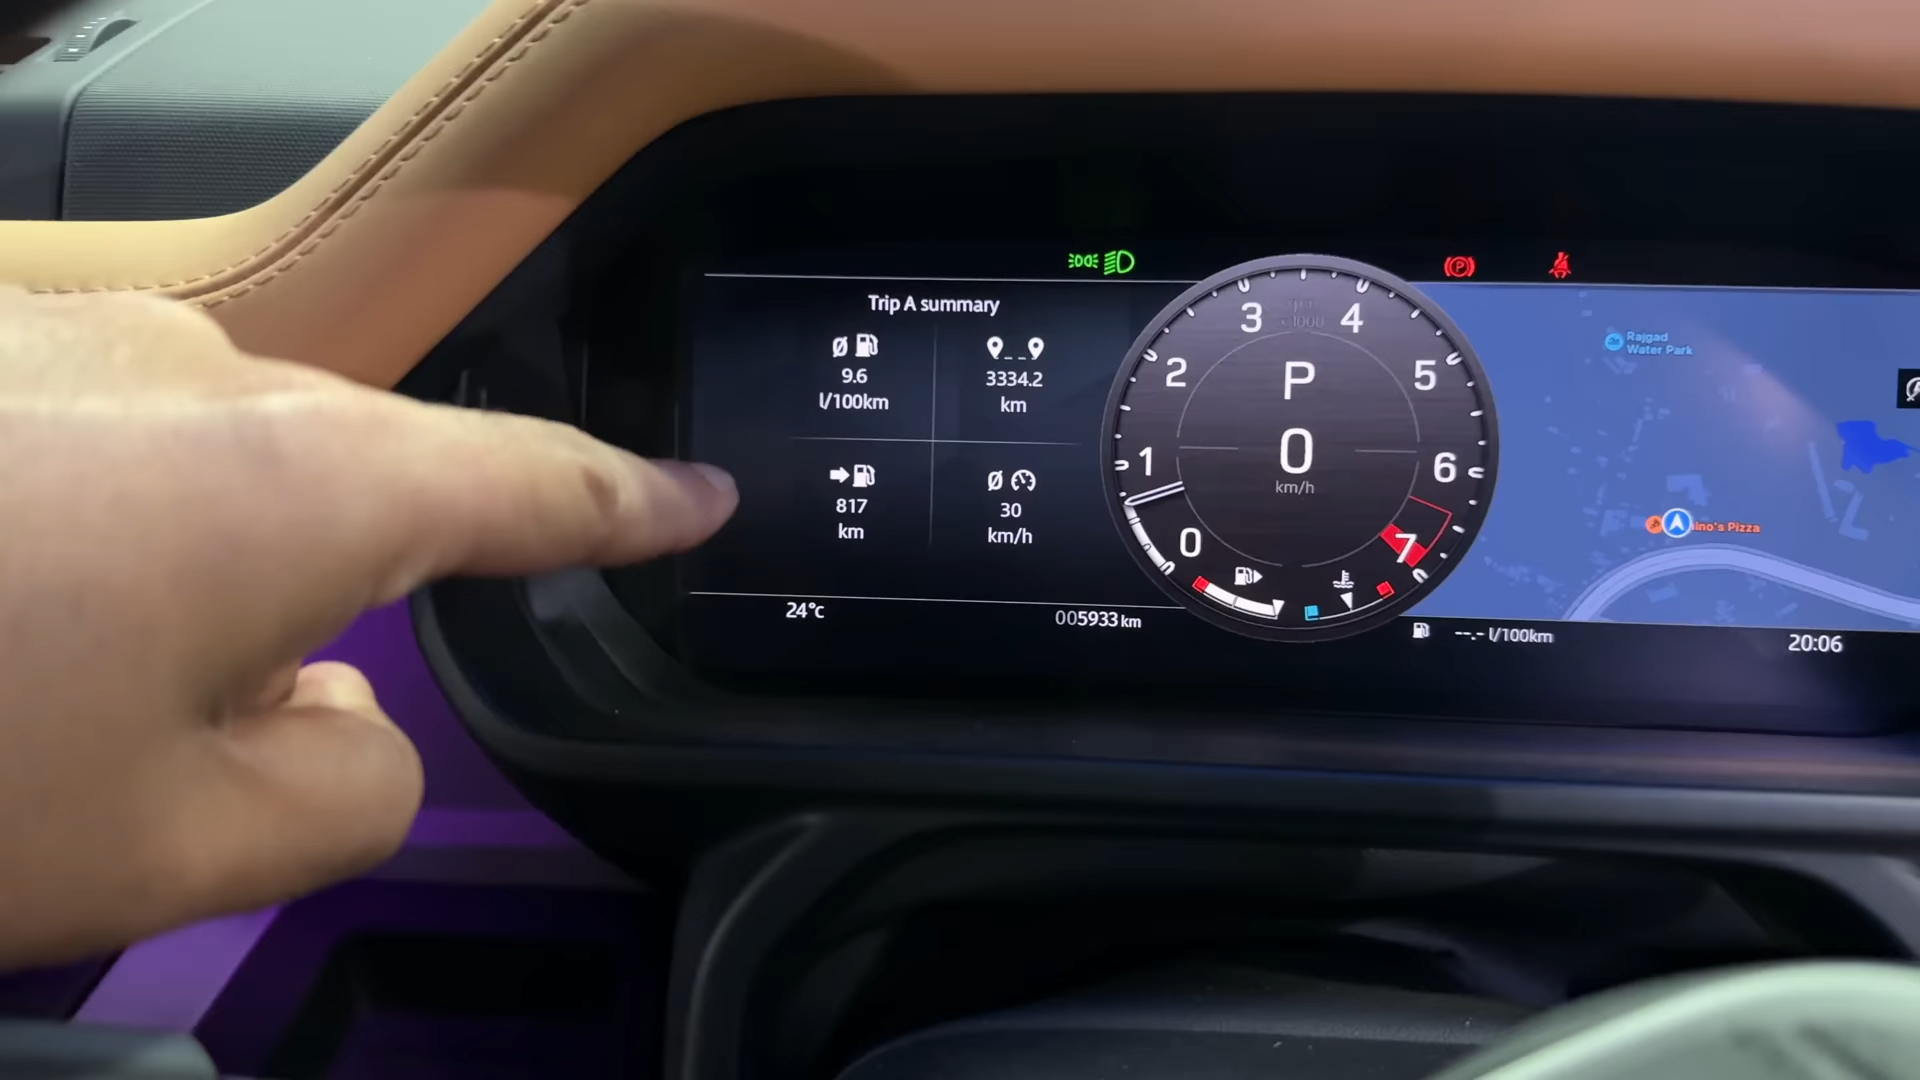 Trip A summary
9.6
l/100km
3334.2
km
817
km
30
km/h
24°C
005933 km
0
1
2
3
4
5
6
7
x1000
P
0
km/h
Rajgad
Water Park
ino's Pizza
--.- l/100km
20:06